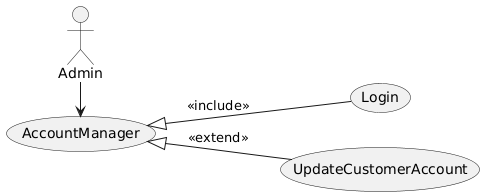 Admin
AccountManager
«include»
Login
«extend»
UpdateCustomerAccount